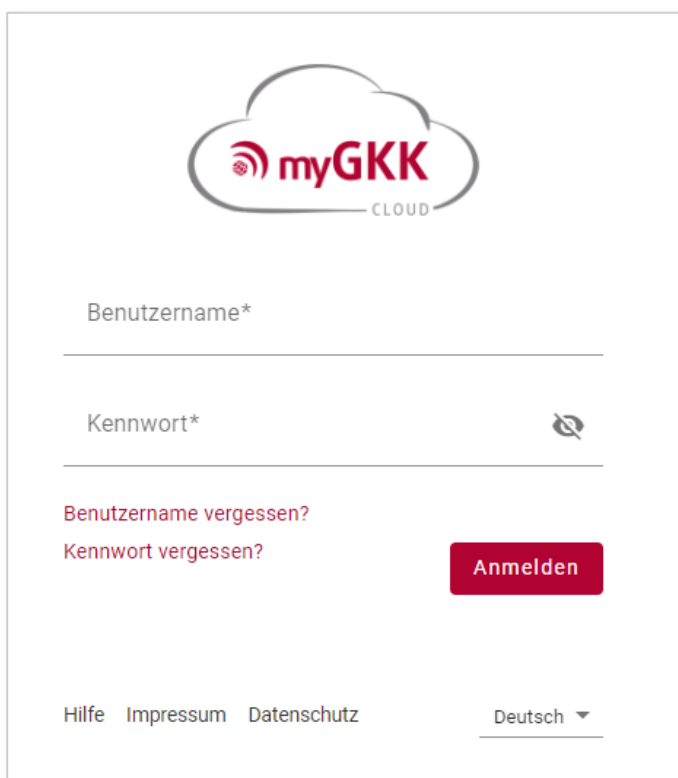 myGKK
CLOUD
Benutzername*
Kennwort*
Benutzername vergessen?
Kennwort vergessen?
Anmelden
Hilfe Impressum Datenschutz Deutsch